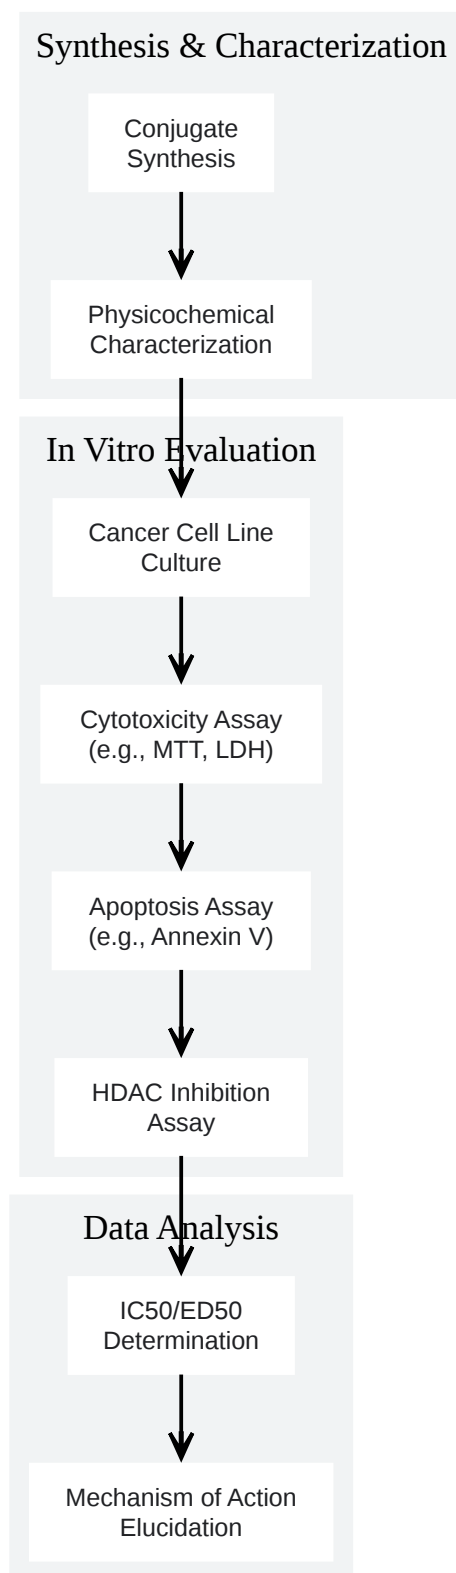 Synthesis & Characterization
Conjugate
Synthesis
Physicochemical
Characterization
In Vitro Evaluation
Cancer Cell Line
Culture
Cytotoxicity Assay
(e.g., MTT, LDH)
Apoptosis Assay
(e.g., Annexin V)
HDAC Inhibition
Assay
Data Analysis
IC50/ED50
Determination
Mechanism of Action
Elucidation